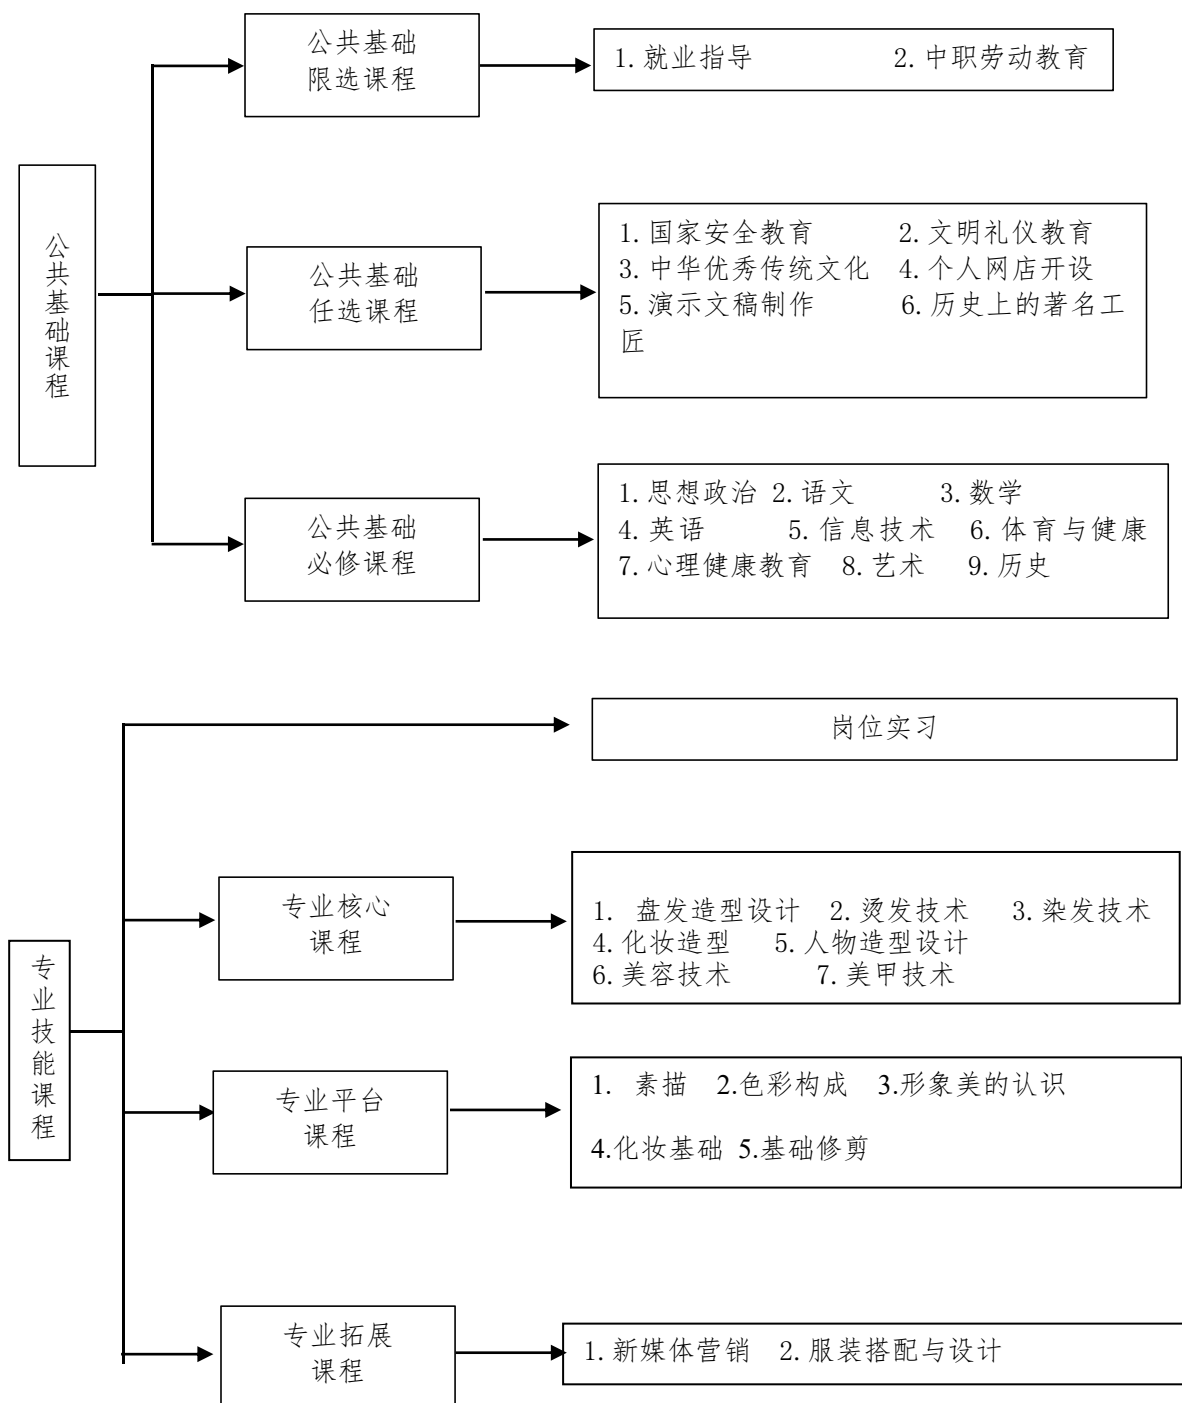 公共基础
限选课程
1.就业指导 2.中职劳动教育
公共基础课程
公共基础
任选课程
1.国家安全教育 2.文明礼仪教育
3.中华优秀传统文化 4.个人网店开设
5.演示文稿制作 6.历史上的著名工
匠
公共基础
必修课程
1.思想政治 2.语文 3.数学
4.英语 5.信息技术 6.体育与健康
7.心理健康教育 8.艺术 9.历史
岗位实习
专业技能课程
专业核心
课程
1. 盘发造型设计 2.烫发技术 3.染发技术
4.化妆造型 5.人物造型设计
6.美容技术 7.美甲技术
专业平台
课程
1. 素描 2.色彩构成 3.形象美的认识
4.化妆基础 5.基础修剪
专业拓展
课程
1.新媒体营销 2.服装搭配与设计